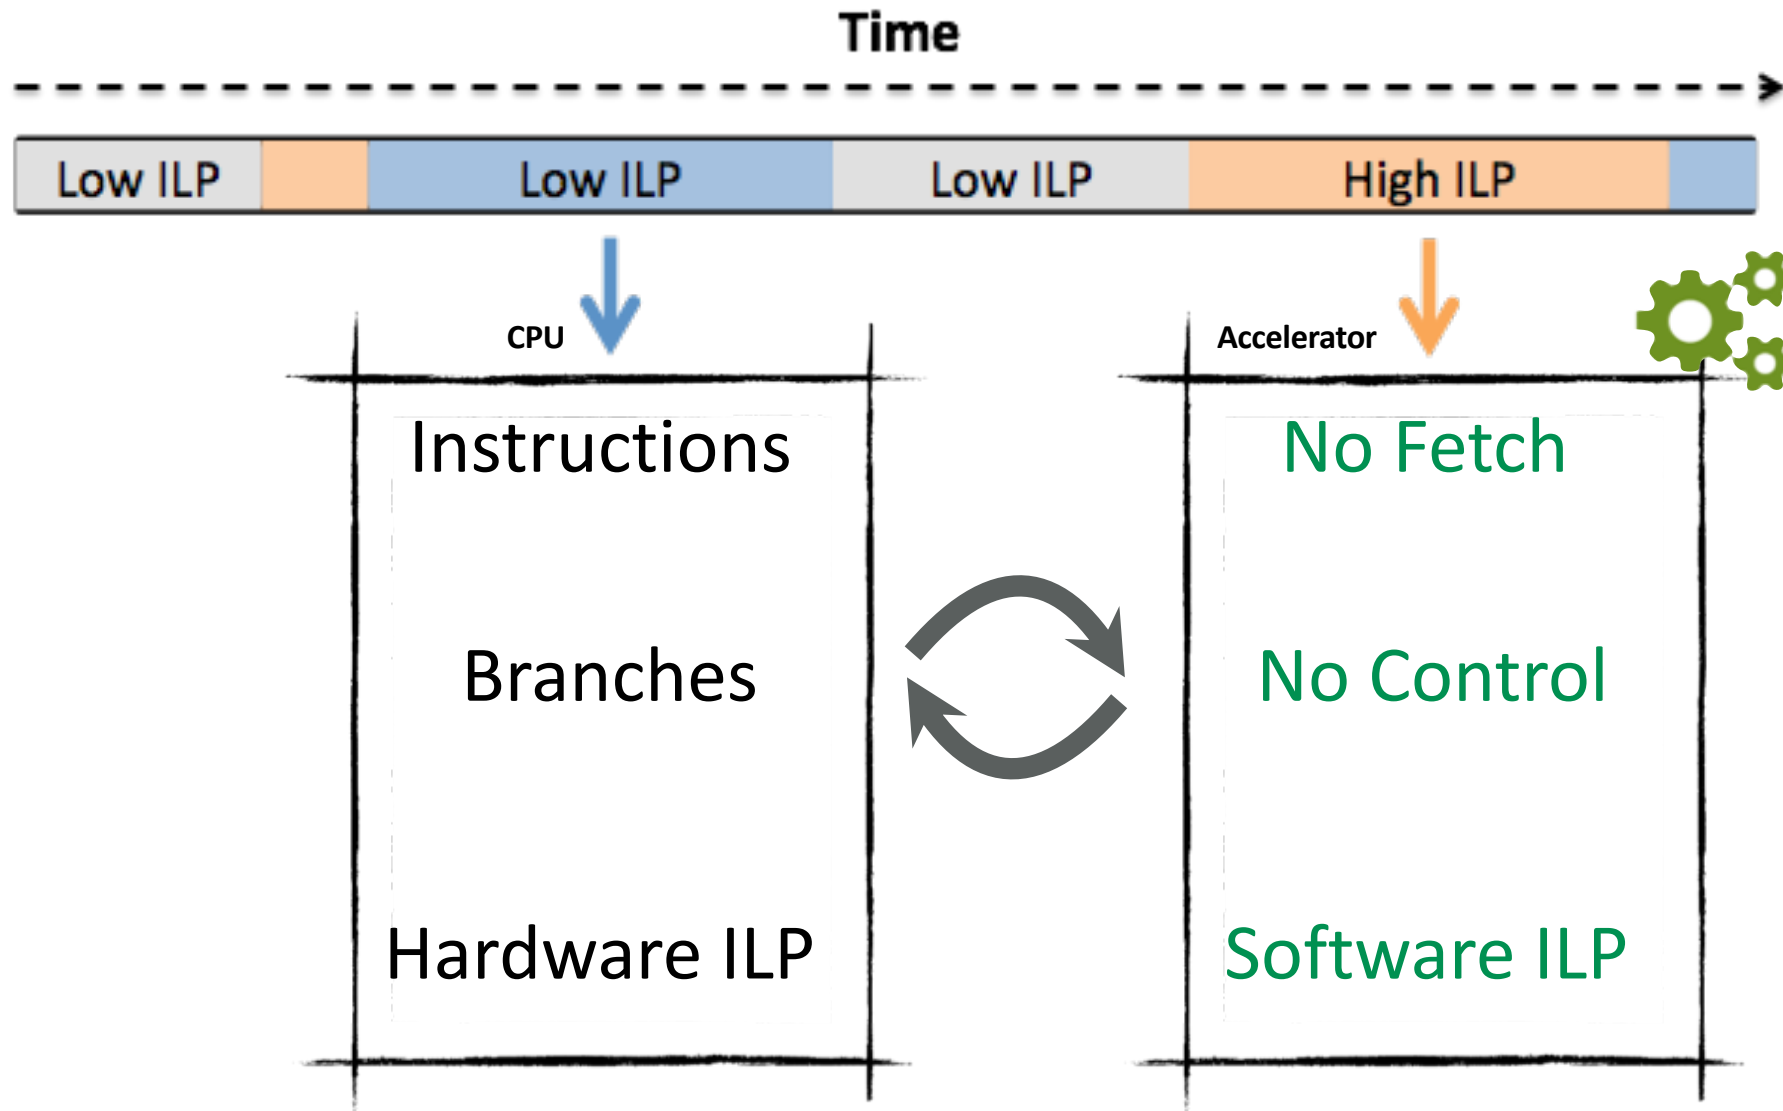 Time
Low ILP Low ILP Low ILP High ILP
CPU Accelerator
Instructions No Fetch
Branches No Control
Hardware ILP Software ILP